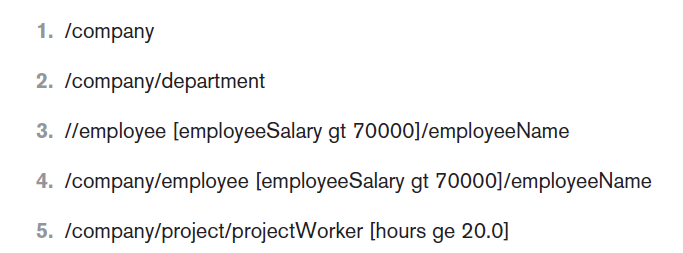 1. /company
2. /company/department
3. //employee [employeeSalary gt 70000]/employeeName
4. /company/employee [employeeSalary gt 70000]/employeeName
5. /company/project/projectWorker [hours ge 20.0]